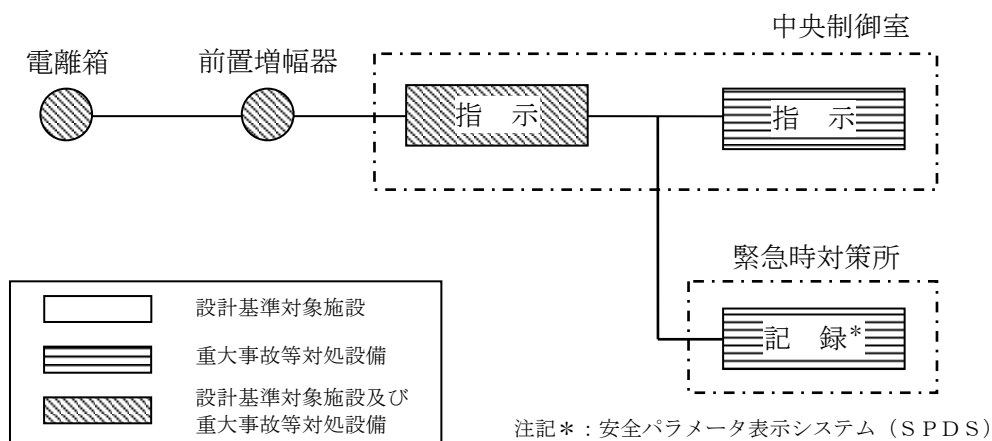 中央制御室
電離箱
前置増幅器
指 示
指 示
緊急時対策所
記 録*
設計基準対象施設
重大事故等対処設備
設計基準対象施設及び
重大事故等対処設備
注記*:安全パラメータ表示システム(SPDS)